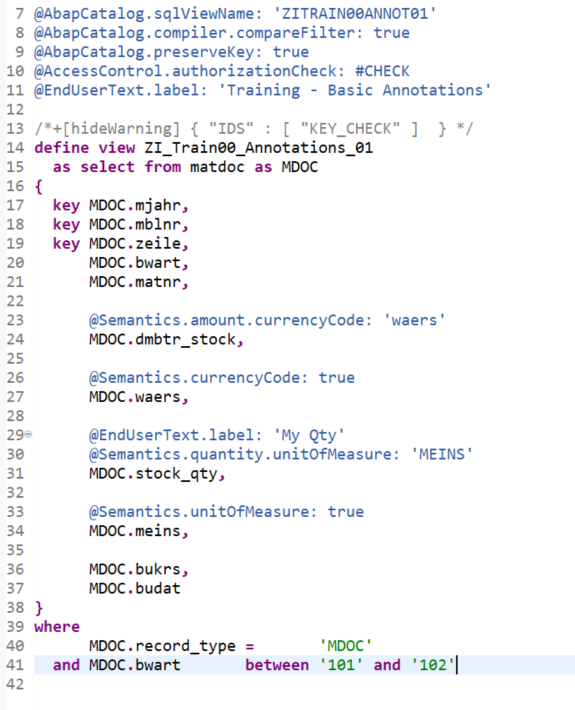 7 @AbapCatalog.sqlViewName: 'ZITRAIN00ANNOT01'
8 @AbapCatalog.compiler.compareFilter: true
9 @AbapCatalog.preserveKey: true
10 @AccessControl.authorizationCheck: #CHECK
11 @EndUserText.label: 'Training - Basic Annotations'
12
13 /*+[hideWarning] { "IDS" : [ "KEY_CHECK" ]  } */
14 define view ZI_Train00_Annotations_01
15   as select from matdoc as MDOC
16 {
17   key MDOC.mjahr,
18   key MDOC.mblnr,
19   key MDOC.zeile,
20       MDOC.bwart,
21       MDOC.matnr,
22
23       @Semantics.amount.currencyCode: 'waers'
24       MDOC.dmbtr_stock,
25
26       @Semantics.currencyCode: true
27       MDOC.waers,
28
29       @EndUserText.label: 'My Qty'
30       @Semantics.quantity.unitOfMeasure: 'MEINS'
31       MDOC.stock_qty,
32
33       @Semantics.unitOfMeasure: true
34       MDOC.meins,
35
36       MDOC.bukrs,
37       MDOC.budat
38 }
39 where
40       MDOC.record_type =       'MDOC'
41   and MDOC.bwart       between '101' and '102'
42